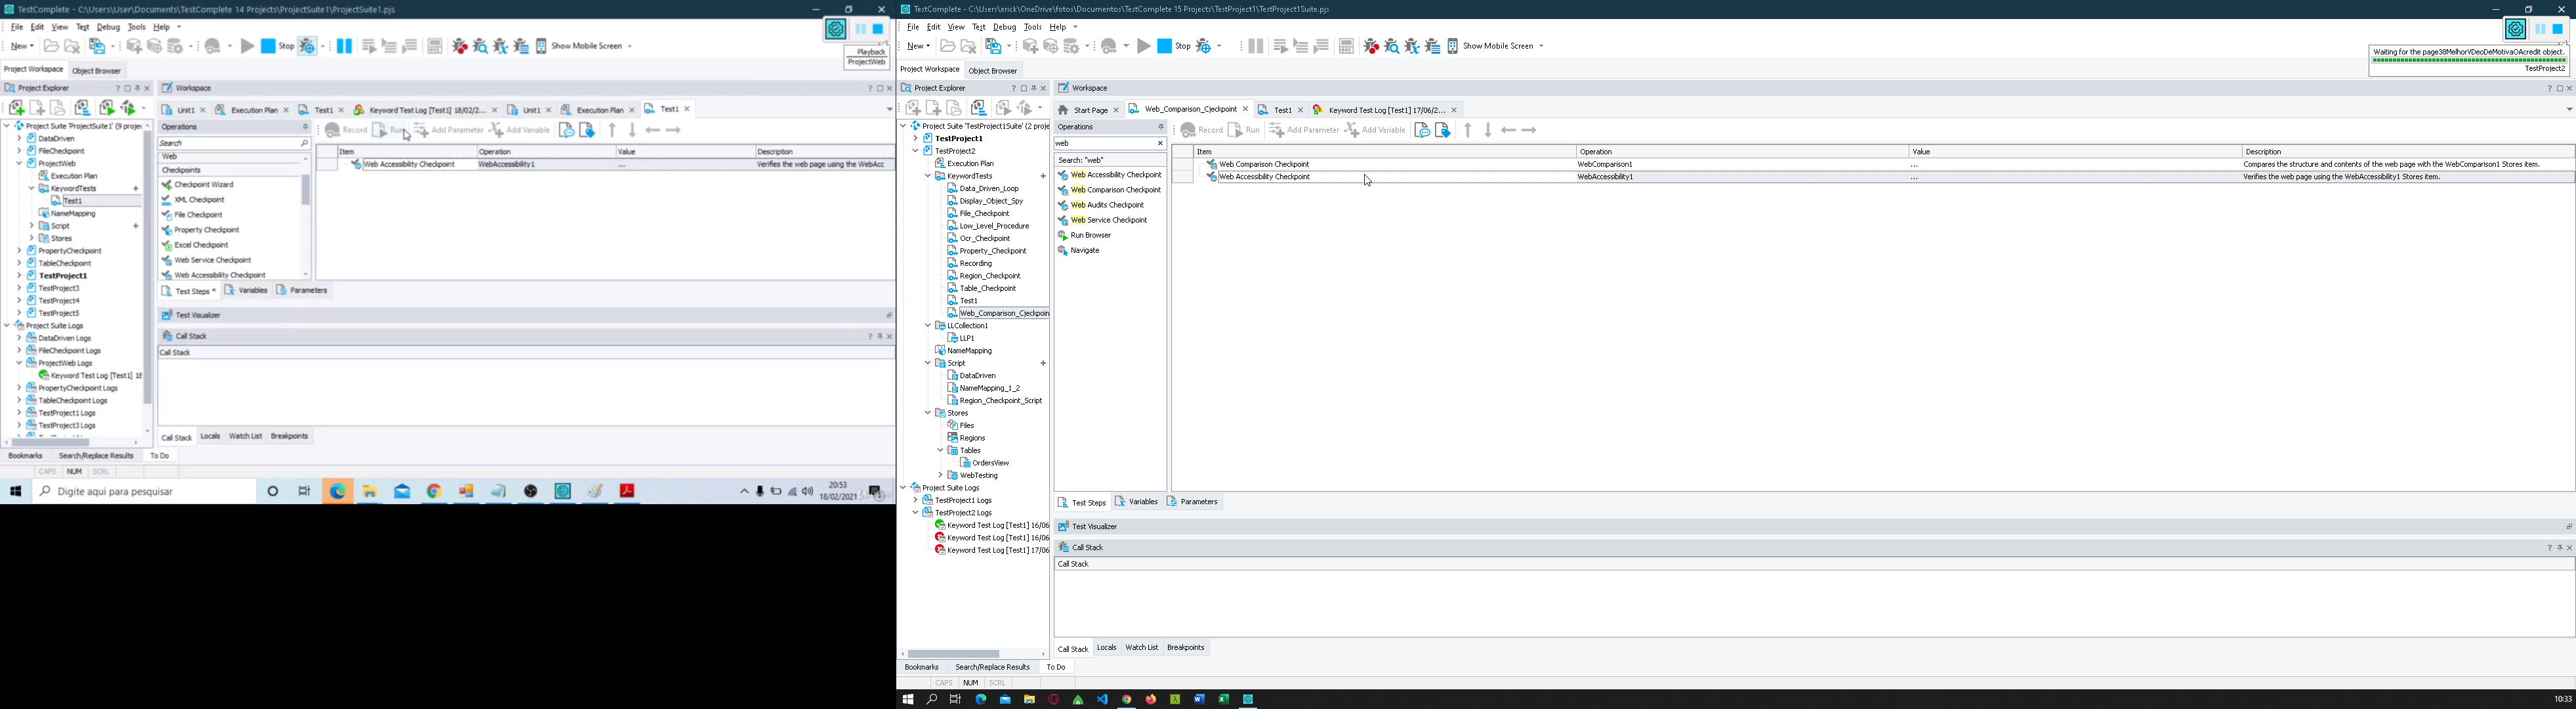 TestComplete - C:\Users\User\Documents\TestComplete 14 Projects\ProjectSuite1\ProjectSuite1.pjs
File Edit View Test Debug Tools Help
New Stop Show Mobile Screen
Playback
ProjectWeb
Project Workspace Object Browser
Project Explorer
Workspace
Unit1 Execution Plan Test1 Keyword Test Log [Test1] 18/02/2... Unit1 Execution Plan Test1
Project Suite 'ProjectSuite1' (9 projec
DataDriven
FileCheckpoint
ProjectWeb
Execution Plan
KeywordTests
Test1
NameMapping
Script
Stores
PropertyCheckpoint
TableCheckpoint
TestProject1
TestProject3
TestProject4
TestProject5
Project Suite Logs
DataDriven Logs
FileCheckpoint Logs
ProjectWeb Logs
Keyword Test Log [Test1] 18
PropertyCheckpoint Logs
TableCheckpoint Logs
TestProject1 Logs
TestProject3 Logs
Operations
Search
Web
Checkpoints
Checkpoint Wizard
XML Checkpoint
File Checkpoint
Property Checkpoint
Excel Checkpoint
Web Service Checkpoint
Web Accessibility Checkpoint
Record Run Add Parameter Add Variable
Item Operation Value Description
Web Accessibility Checkpoint WebAccessibility1 ... Verifies the web page using the WebAcc
Test Steps * Variables Parameters
Test Visualizer
Call Stack
Call Stack
Call Stack Locals Watch List Breakpoints
Bookmarks Search/Replace Results To Do
CAPS NUM SCRL
Digite aqui para pesquisar
20:53
18/02/2021
TestComplete - C:\Users\erick\OneDrive\fotos\Documentos\TestComplete 15 Projects\TestProject1\TestProject1Suite.pjs
File Edit View Test Debug Tools Help
New Stop Show Mobile Screen
Waiting for the page38MelhorVDeoDeMotivaOAcredit object.
TestProject2
Project Workspace Object Browser
Project Explorer
Workspace
Start Page Web_Comparison_Cjeckpoint Test1 Keyword Test Log [Test1] 17/06/2...
Project Suite 'TestProject1Suite' (2 proje
TestProject1
TestProject2
Execution Plan
KeywordTests
Data_Driven_Loop
Display_Object_Spy
File_Checkpoint
Low_Level_Procedure
Ocr_Checkpoint
Property_Checkpoint
Recording
Region_Checkpoint
Table_Checkpoint
Test1
Web_Comparison_Cjeckpoin
LLCollection1
LLP1
NameMapping
Script
DataDriven
NameMapping_1_2
Region_Checkpoint_Script
Stores
Files
Regions
Tables
OrdersView
WebTesting
Project Suite Logs
TestProject1 Logs
TestProject2 Logs
Keyword Test Log [Test1] 16/06
Keyword Test Log [Test1] 16/06
Keyword Test Log [Test1] 17/06
Operations
web
Search: "web"
Web Accessibility Checkpoint
Web Comparison Checkpoint
Web Audits Checkpoint
Web Service Checkpoint
Run Browser
Navigate
Record Run Add Parameter Add Variable
Item Operation Value Description
Web Comparison Checkpoint WebComparison1 ... Compares the structure and contents of the web page with the WebComparison1 Stores item.
Web Accessibility Checkpoint WebAccessibility1 ... Verifies the web page using the WebAccessibility1 Stores item.
Test Steps Variables Parameters
Test Visualizer
Call Stack
Call Stack
Call Stack Locals Watch List Breakpoints
Bookmarks Search/Replace Results To Do
CAPS NUM SCRL
10:33